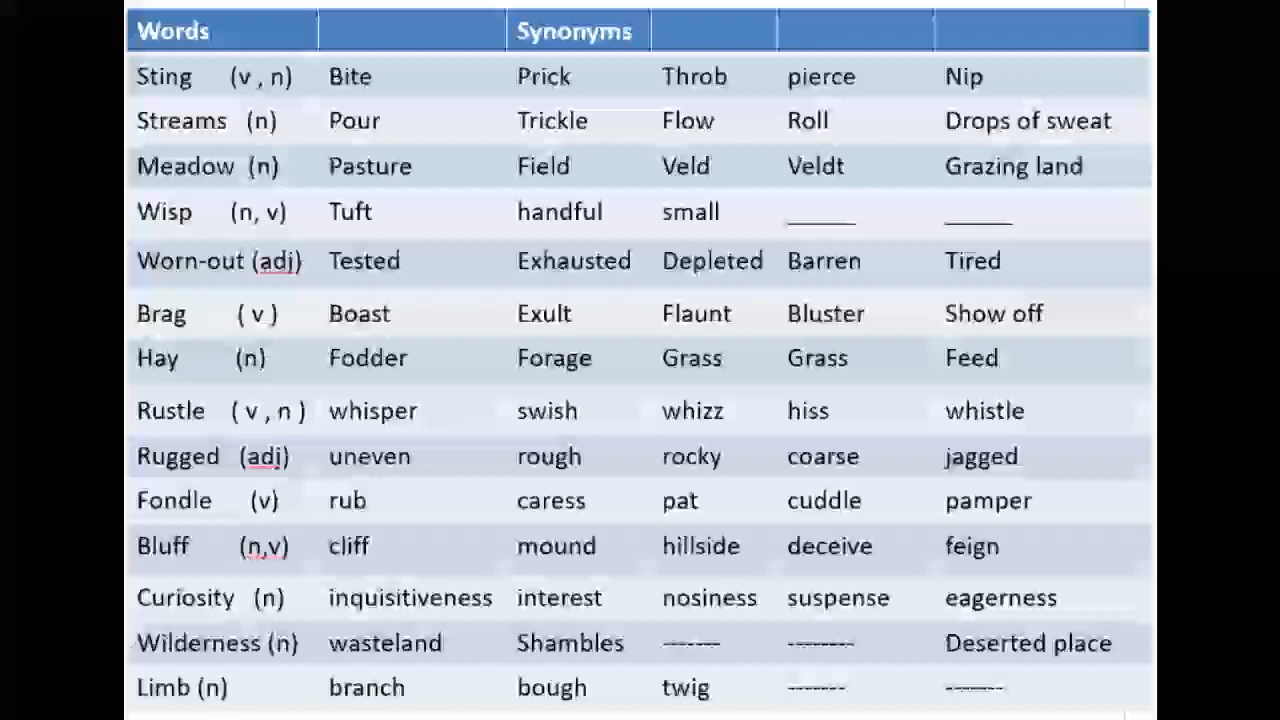 Words Synonyms
Sting (v , n) Bite Prick Throb pierce Nip
Streams (n) Pour Trickle Flow Roll Drops of sweat
Meadow (n) Pasture Field Veld Veldt Grazing land
Wisp (n, v) Tuft handful small ______ ______
Worn-out (adj) Tested Exhausted Depleted Barren Tired
Brag ( v ) Boast Exult Flaunt Bluster Show off
Hay (n) Fodder Forage Grass Grass Feed
Rustle ( v , n ) whisper swish whizz hiss whistle
Rugged (adj) uneven rough rocky coarse jagged
Fondle (v) rub caress pat cuddle pamper
Bluff (n,v) cliff mound hillside deceive feign
Curiosity (n) inquisitiveness interest nosiness suspense eagerness
Wilderness (n) wasteland Shambles ------ ------- Deserted place
Limb (n) branch bough twig ------ ------